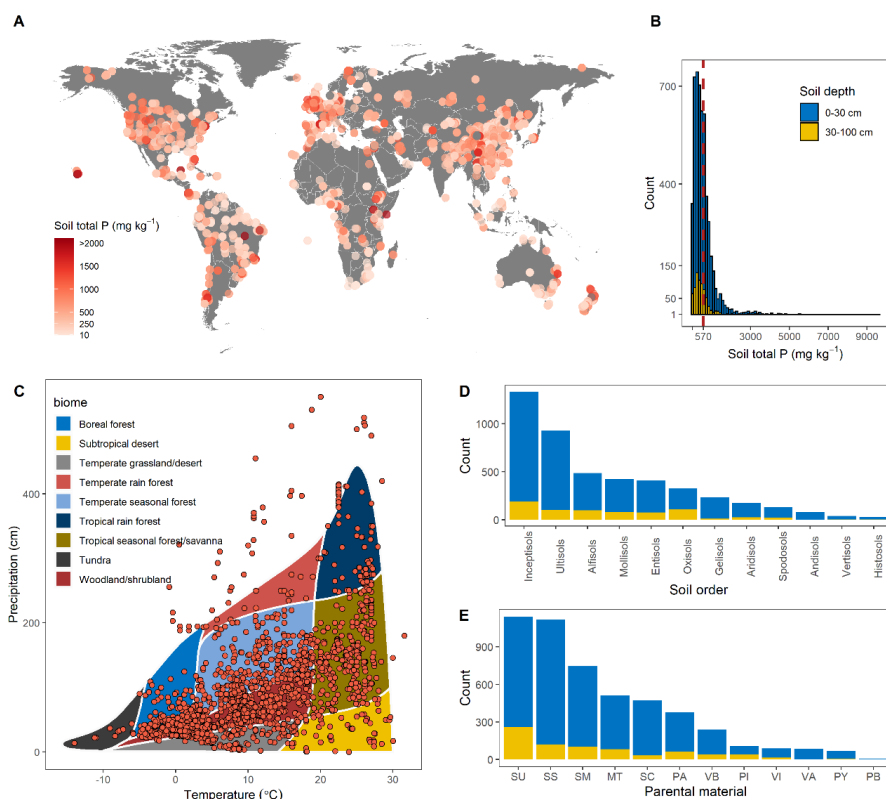 A
Soil total P (mg kg⁻¹)
>2000
2000
1000
500
250
10
B
Soil depth
0-30 cm
30-100 cm
Count
700
400
150
50
1
570
3000
5000
7000
9000
Soil total P (mg kg⁻¹)
C
biome
Boreal forest
Subtropical desert
Temperate grassland/desert
Temperate rain forest
Temperate seasonal forest
Tropical rain forest
Tropical seasonal forest/savanna
Tundra
Woodland/shrubland
Precipitation (cm)
400
200
0
-10
0
10
20
30
Temperature (°C)
D
Count
1000
500
0
Inceptisols
Ultisols
Alfisols
Mollisols
Entisols
Oxisols
Gelisols
Aridisols
Spodosols
Andisols
Vertisols
Histosols
Soil order
E
Count
900
600
300
0
SU SS SM MT SC PA VB PI VI VA PY PB
Parental material